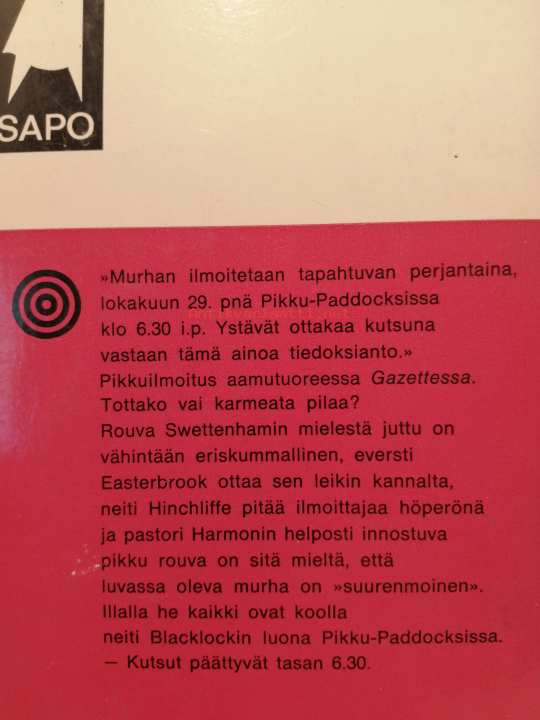 SAPO
»Murhan ilmoitetaan tapahtuvan perjantaina,
lokakuun 29. pnä Pikku-Paddocksissa
Antikvariaatti.net
klo 6.30 i.p. Ystävät ottakaa kutsuna
vastaan tämä ainoa tiedoksianto.»
Pikkuilmoitus aamutuoreessa Gazettessa.
Tottako vai karmeata pilaa?
Rouva Swettenhamin mielestä juttu on
vähintään eriskummallinen, eversti
Easterbrook ottaa sen leikin kannalta,
neiti Hinchliffe pitää ilmoittajaa höperönä
ja pastori Harmonin helposti innostuva
pikku rouva on sitä mieltä, että
luvassa oleva murha on »suurenmoinen».
Illalla he kaikki ovat koolla
neiti Blacklockin luona Pikku-Paddocksissa.
— Kutsut päättyvät tasan 6.30.